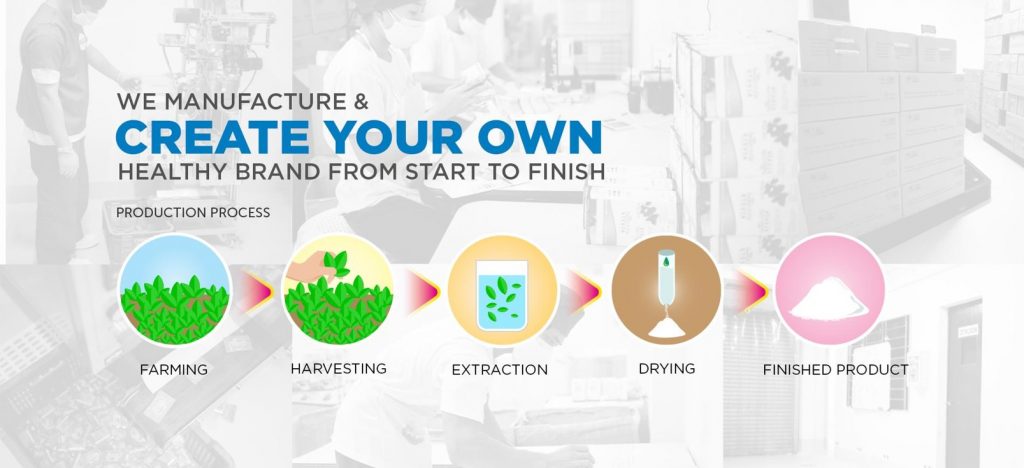 WE MANUFACTURE &
CREATE YOUR OWN
HEALTHY BRAND FROM START TO FINISH
PRODUCTION PROCESS
FARMING
HARVESTING
EXTRACTION
DRYING
FINISHED PRODUCT